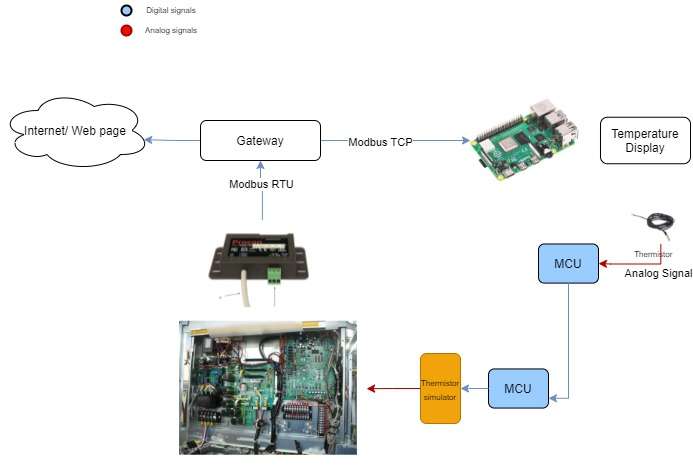 Digital signals
Analog signals
Internet/ Web page
Gateway
Modbus TCP
Temperature
Display
Modbus RTU
Procon
MCU
Thermistor
Analog Signal
Thermistor
simulator
MCU